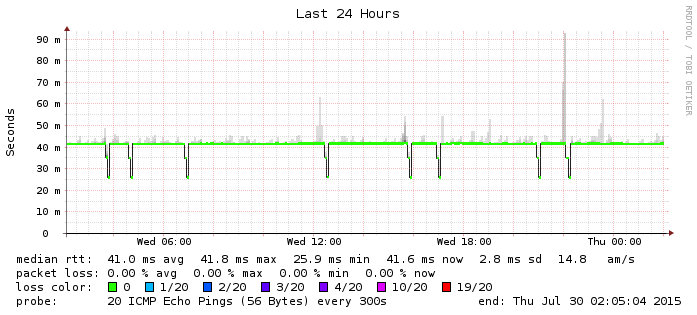 Last 24 Hours
RRDTOOL / TOBI OETIKER
Seconds
90 m
80 m
70 m
60 m
50 m
40 m
30 m
20 m
10 m
0
Wed 06:00 Wed 12:00 Wed 18:00 Thu 00:00
median rtt: 41.0 ms avg 41.8 ms max 25.9 ms min 41.6 ms now 2.8 ms sd 14.8 am/s
packet loss: 0.00 % avg 0.00 % max 0.00 % min 0.00 % now
loss color: 0 1/20 2/20 3/20 4/20 10/20 19/20
probe: 20 ICMP Echo Pings (56 Bytes) every 300s end: Thu Jul 30 02:05:04 2015